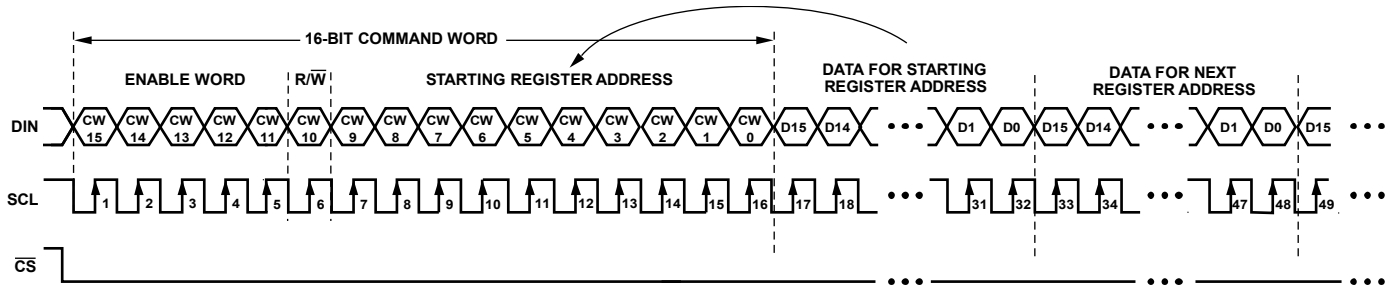 16-BIT COMMAND WORD
ENABLE WORD
R/W̅
STARTING REGISTER ADDRESS
DATA FOR STARTING
REGISTER ADDRESS
DATA FOR NEXT
REGISTER ADDRESS
DIN
CW
15
CW
14
CW
13
CW
12
CW
11
CW
10
CW
9
CW
8
CW
7
CW
6
CW
5
CW
4
CW
3
CW
2
CW
1
CW
0
D15 D14 ••• D1 D0 D15 D14 ••• D1 D0 D15 •••
SCL 1 2 3 4 5 6 7 8 9 10 11 12 13 14 15 16 17 18 ••• 31 32 33 34 ••• 47 48 49 •••
C̅S̅ ••• ••• •••